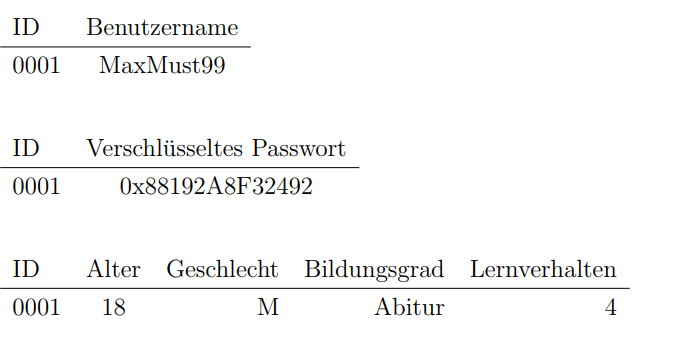 ID Benutzername
0001 MaxMust99
ID Verschlüsseltes Passwort
0001 0x88192A8F32492
ID Alter Geschlecht Bildungsgrad Lernverhalten
0001 18 M Abitur 4